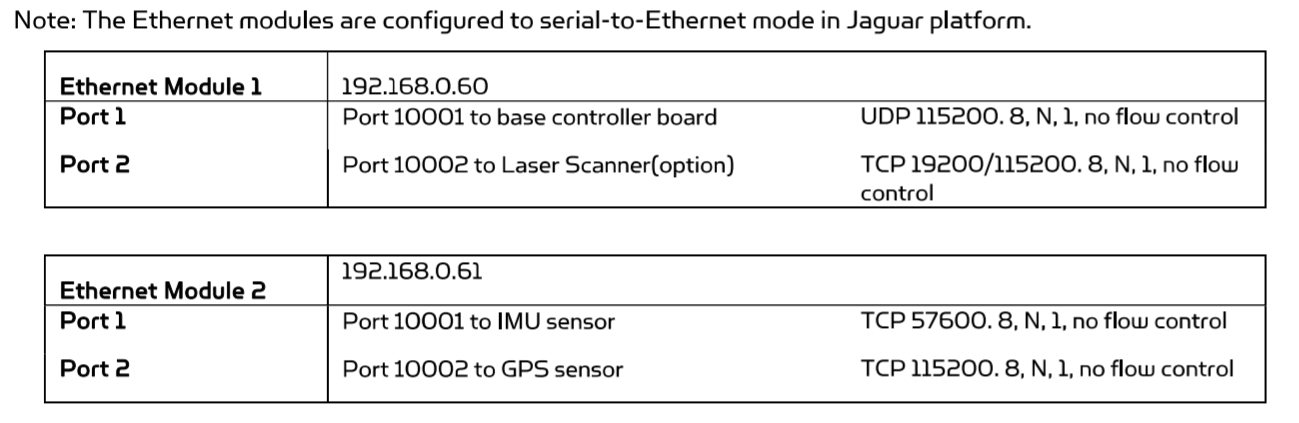 Note: The Ethernet modules are configured to serial-to-Ethernet mode in Jaguar platform.
Ethernet Module 1 192.168.0.60
Port 1 Port 10001 to base controller board UDP 115200. 8, N, 1, no flow control
Port 2 Port 10002 to Laser Scanner(option) TCP 19200/115200. 8, N, 1, no flow
control
Ethernet Module 2 192.168.0.61
Port 1 Port 10001 to IMU sensor TCP 57600. 8, N, 1, no flow control
Port 2 Port 10002 to GPS sensor TCP 115200. 8, N, 1, no flow control